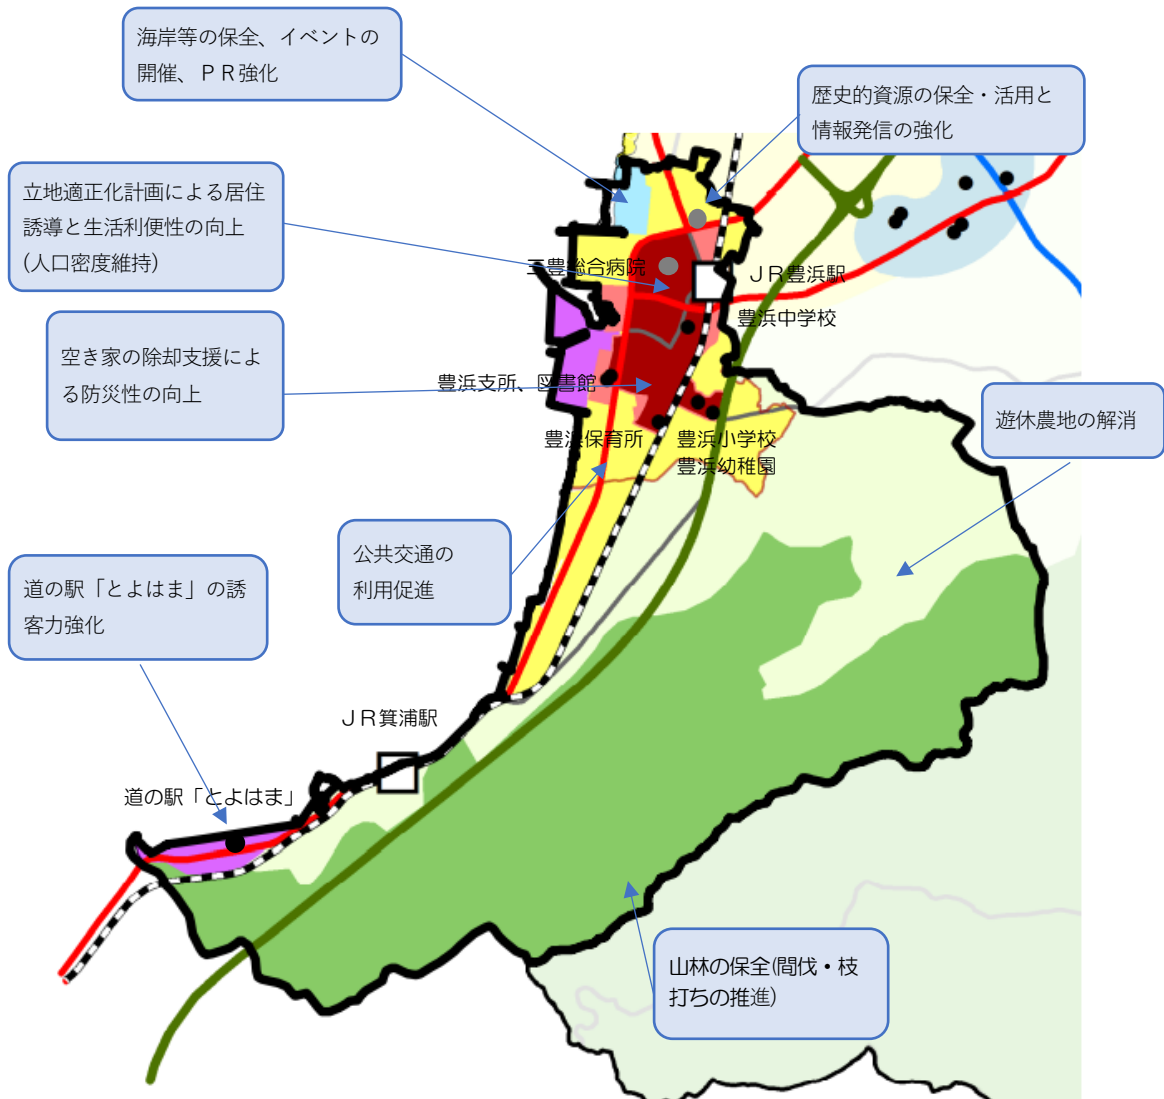 海岸等の保全、イベントの
開催、ＰＲ強化
歴史的資源の保全・活用と
情報発信の強化
立地適正化計画による居住
誘導と生活利便性の向上
(人口密度維持)
三豊総合病院
ＪＲ豊浜駅
豊浜中学校
空き家の除却支援によ
る防災性の向上
豊浜支所、図書館
遊休農地の解消
豊浜保育所
豊浜小学校
豊浜幼稚園
公共交通の
利用促進
道の駅「とよはま」の誘
客力強化
ＪＲ箕浦駅
道の駅「とよはま」
山林の保全(間伐・枝
打ちの推進)